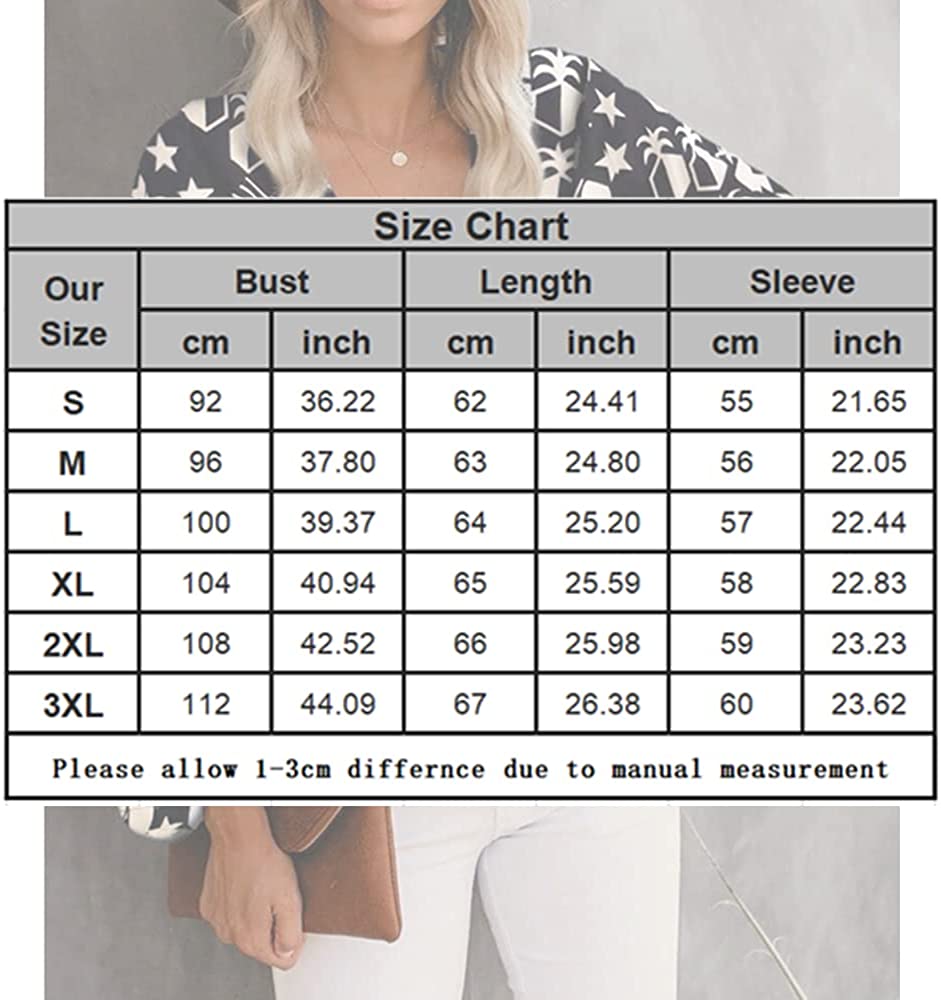 Size Chart
Our Size Bust Length Sleeve
cm inch cm inch cm inch
S 92 36.22 62 24.41 55 21.65
M 96 37.80 63 24.80 56 22.05
L 100 39.37 64 25.20 57 22.44
XL 104 40.94 65 25.59 58 22.83
2XL 108 42.52 66 25.98 59 23.23
3XL 112 44.09 67 26.38 60 23.62
Please allow 1-3cm differnce due to manual measurement